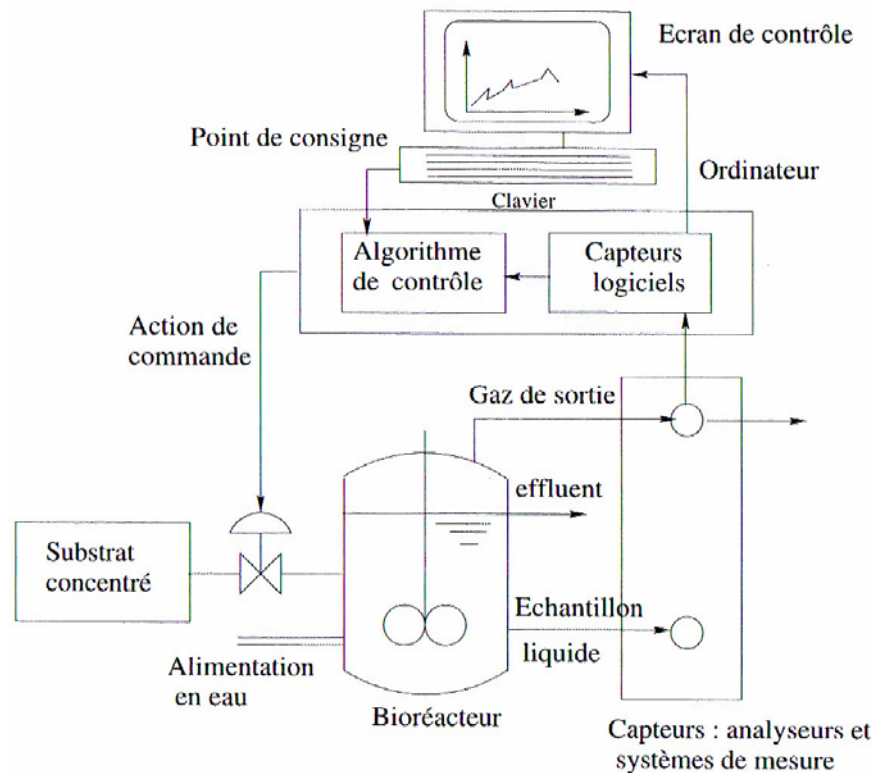 Ecran de contrôle
Point de consigne
Ordinateur
Clavier
Algorithme
de contrôle
Capteurs
logiciels
Action de
commande
Gaz de sortie
effluent
Substrat
concentré
Echantillon
liquide
Alimentation
en eau
Bioréacteur
Capteurs : analyseurs et
systèmes de mesure